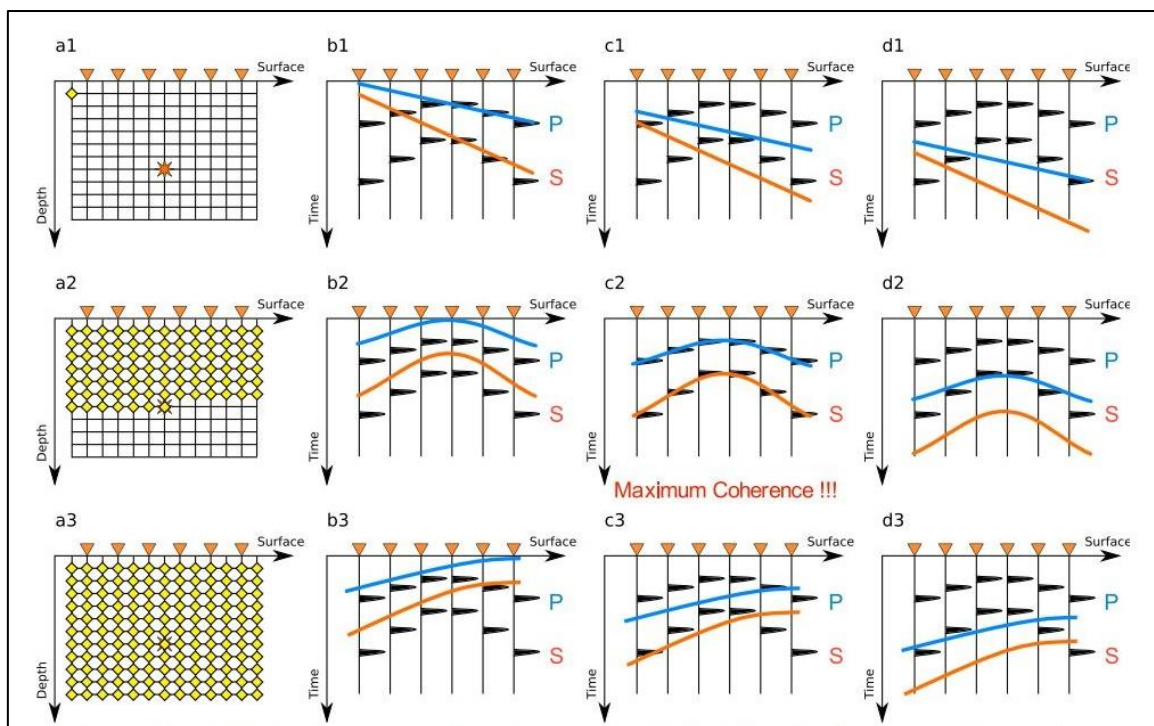 a1
b1
c1
d1
Surface
Surface
Surface
Surface
P
P
P
S
S
S
Depth
Time
Time
Time
a2
b2
c2
d2
Surface
Surface
Surface
Surface
P
P
P
S
S
S
Depth
Time
Time
Time
Maximum Coherence !!!
a3
b3
c3
d3
Surface
Surface
Surface
Surface
P
P
P
S
S
S
Depth
Time
Time
Time